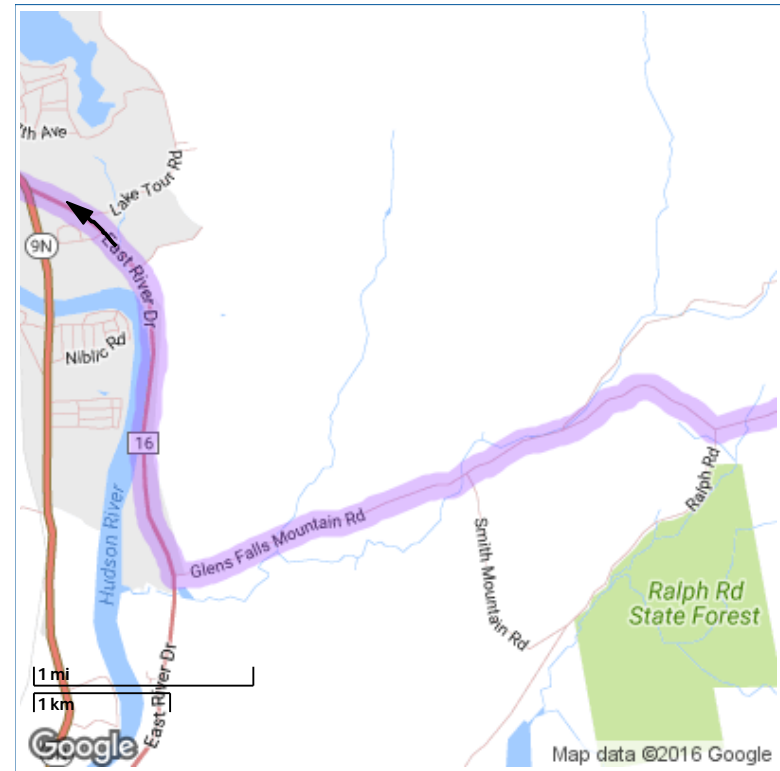 7th Ave
Lake Tour Rd
9N
East River Dr
Niblic Rd
16
Hudson River
Glens Falls Mountain Rd
Ralph Rd
Smith Mountain Rd
Ralph Rd
State Forest
East River Dr
1 mi
1 km
Google
Map data ©2016 Google